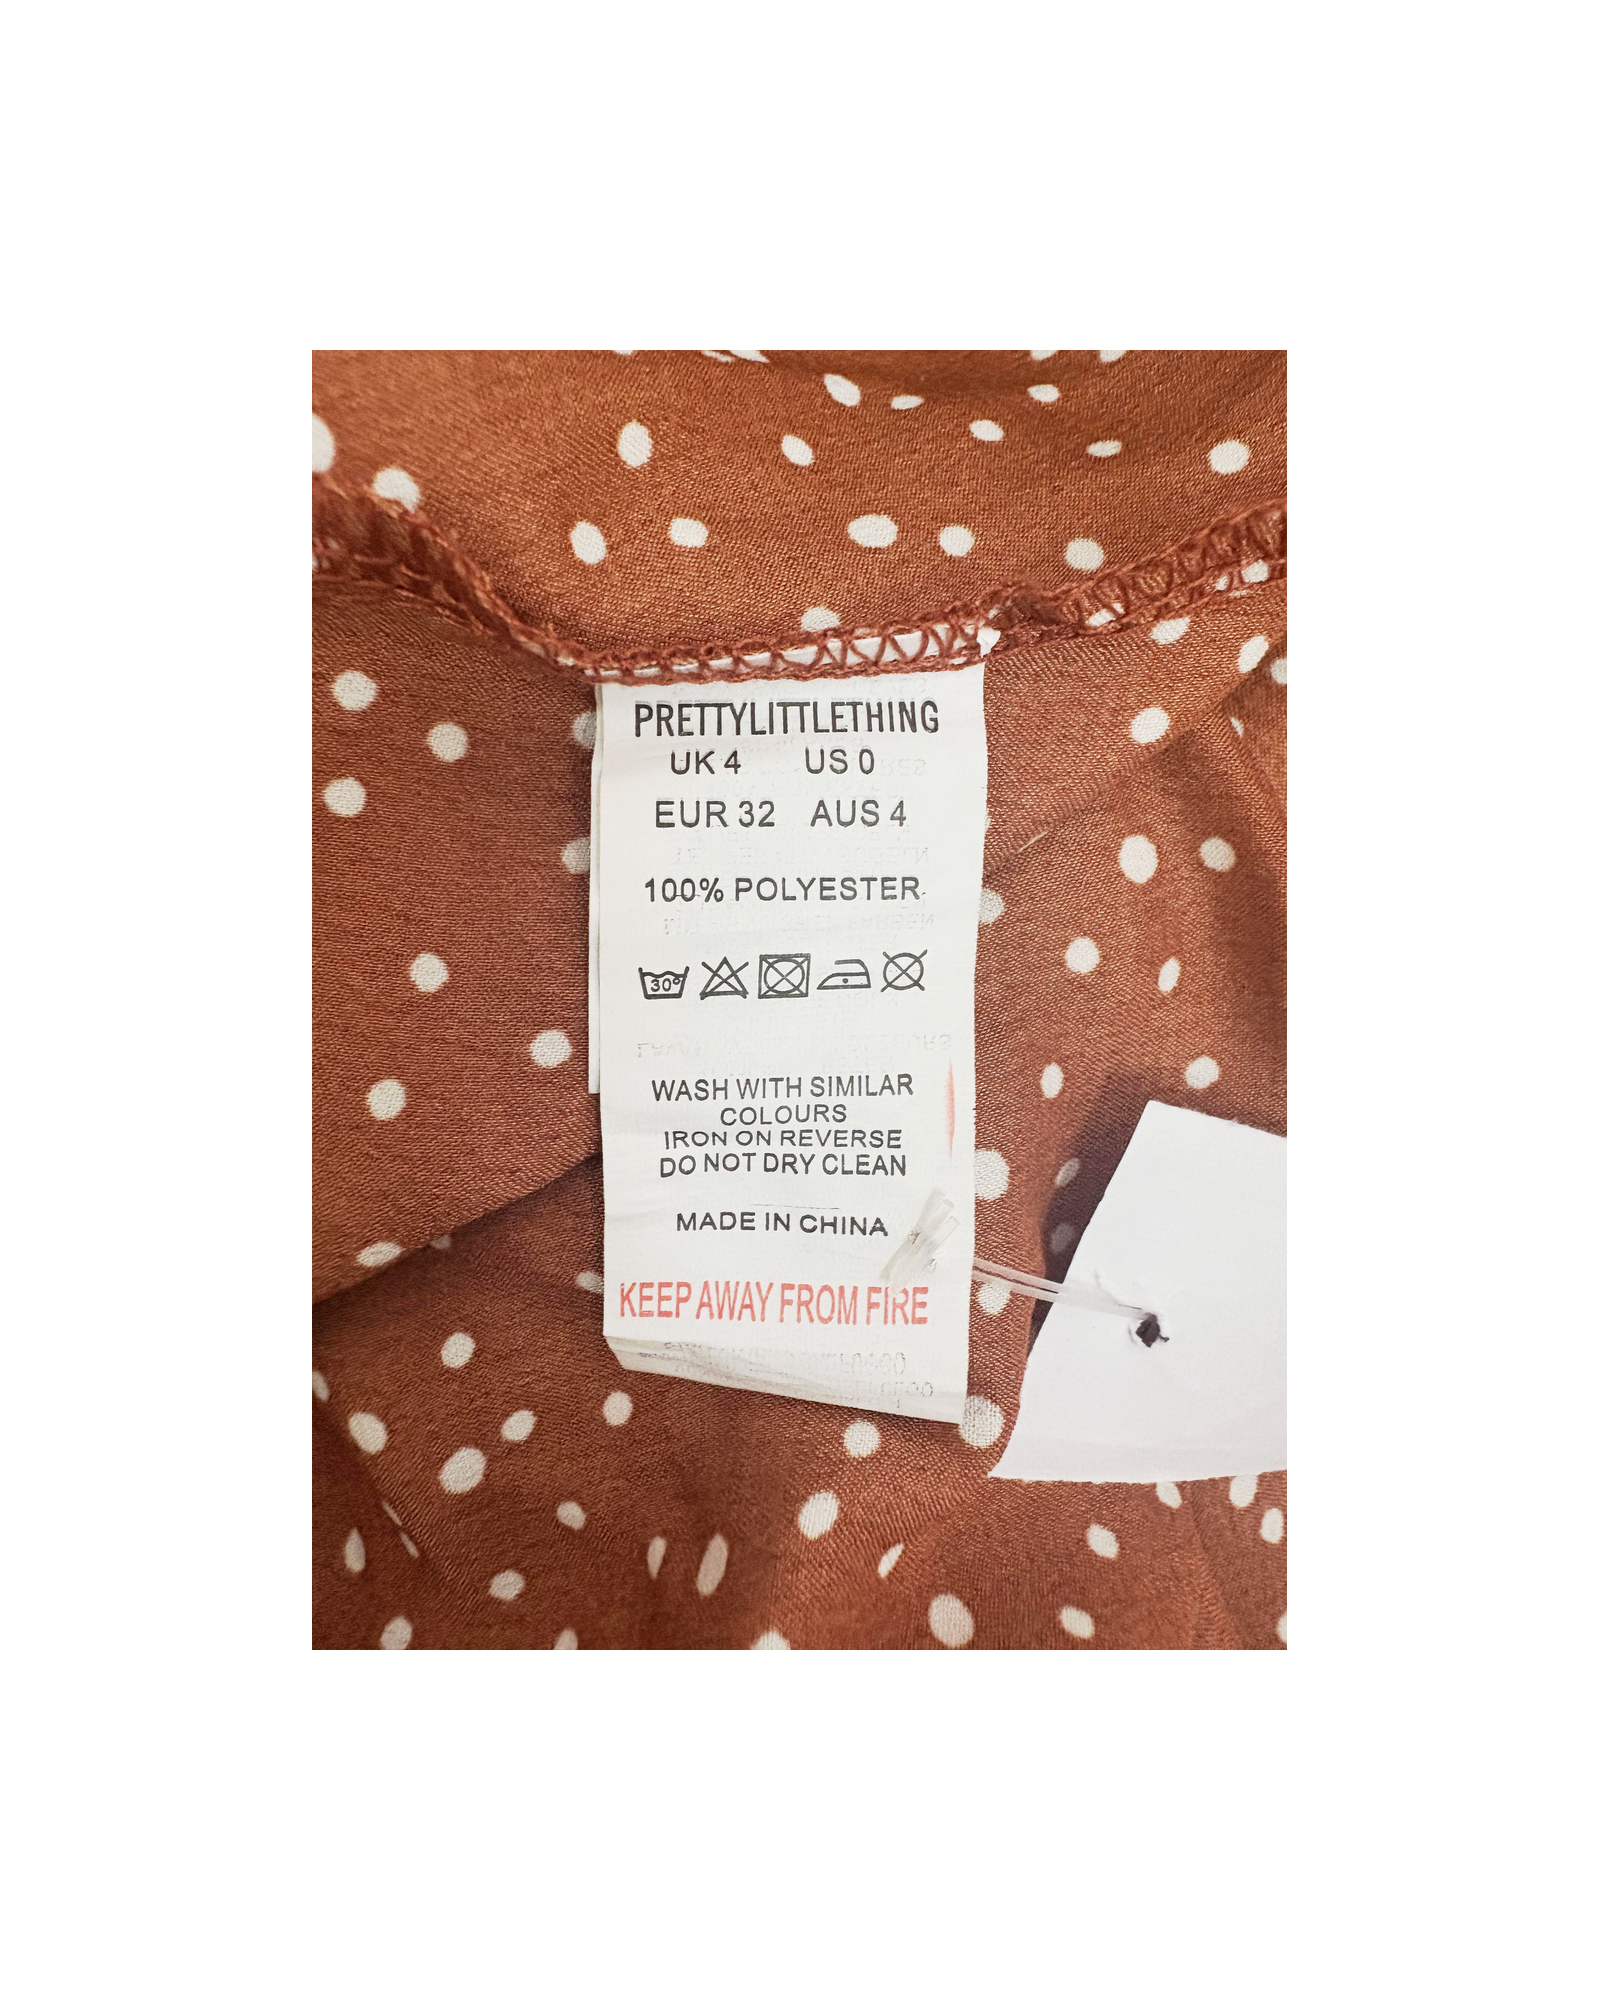 PRETTYLITTLETHING
UK 4 US 0
EUR 32 AUS 4
100% POLYESTER
30°
WASH WITH SIMILAR
COLOURS
IRON ON REVERSE
DO NOT DRY CLEAN
MADE IN CHINA
KEEP AWAY FROM FIRE